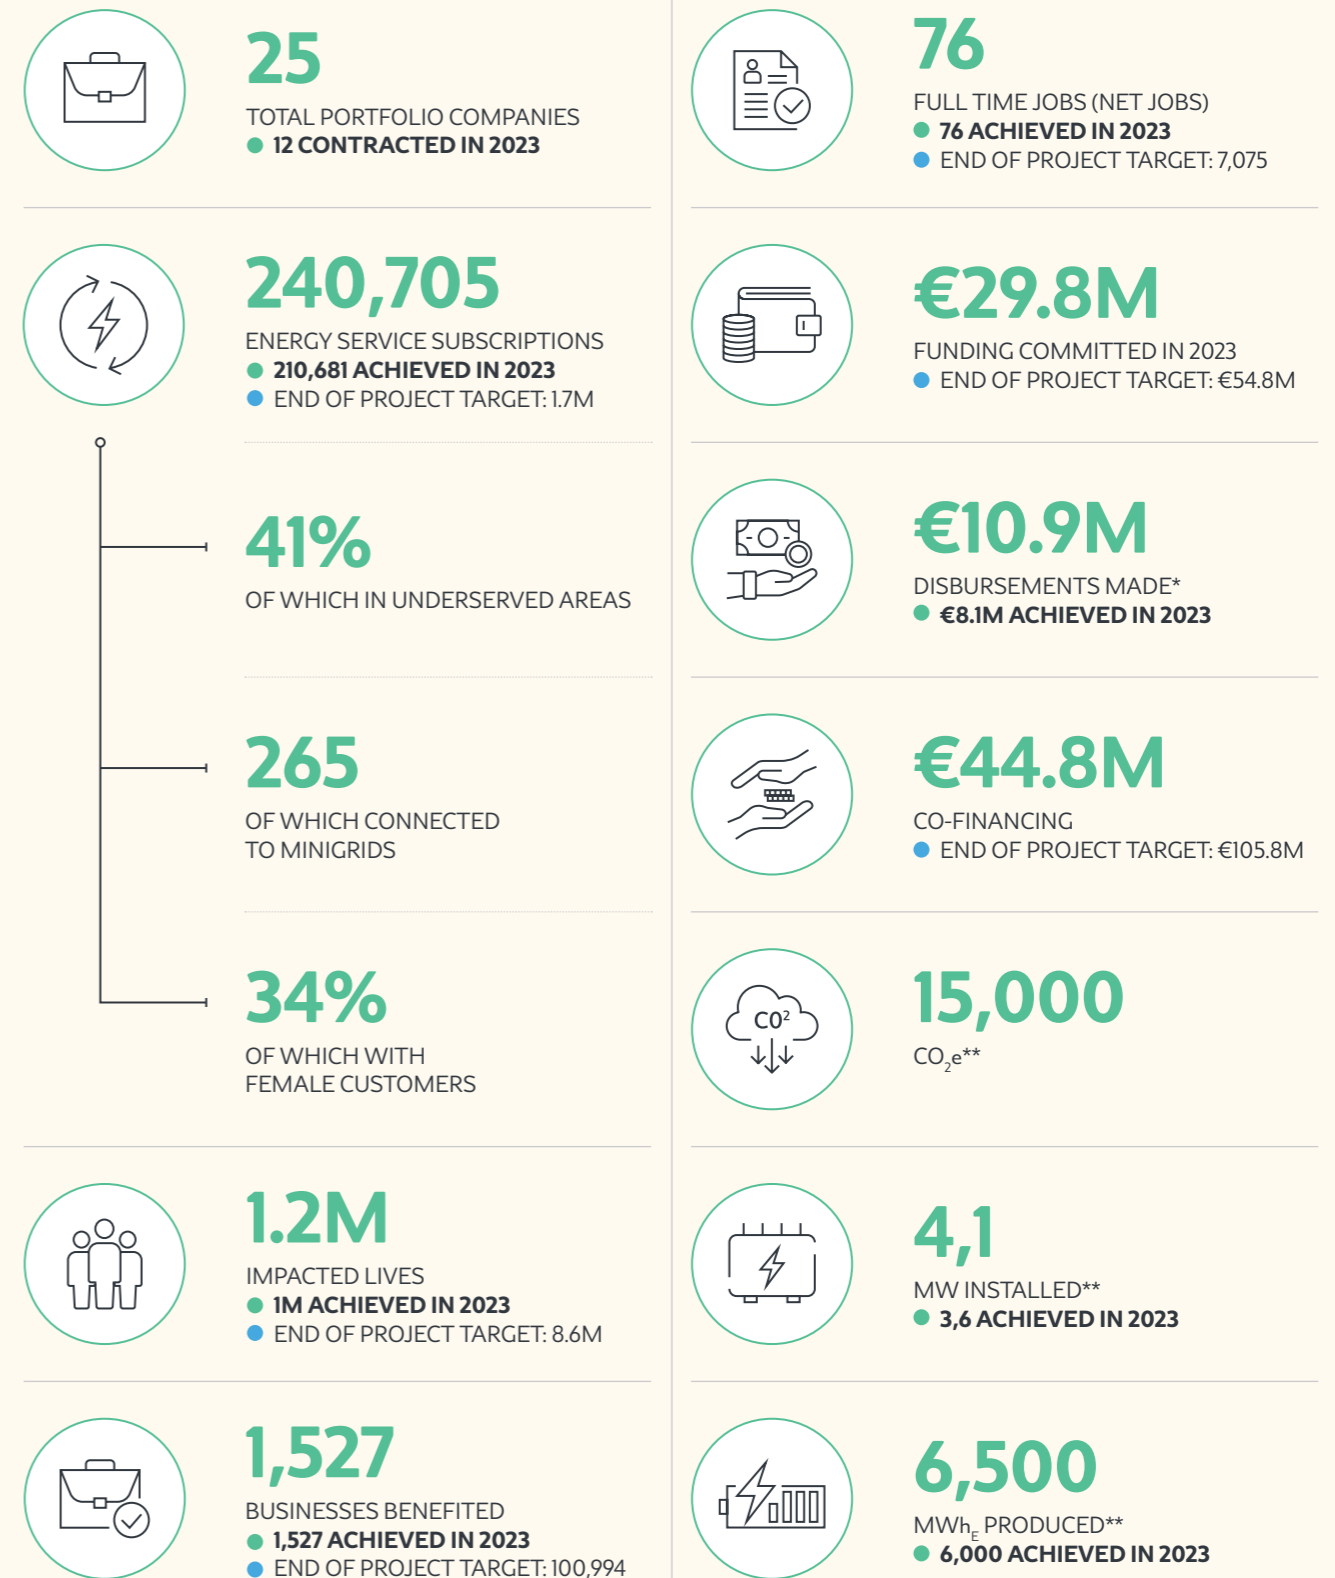 25
TOTAL PORTFOLIO COMPANIES
12 CONTRACTED IN 2023
240,705
ENERGY SERVICE SUBSCRIPTIONS
210,681 ACHIEVED IN 2023
END OF PROJECT TARGET: 1.7M
41%
OF WHICH IN UNDERSERVED AREAS
265
OF WHICH CONNECTED
TO MINIGRIDS
34%
OF WHICH WITH
FEMALE CUSTOMERS
1.2M
IMPACTED LIVES
1M ACHIEVED IN 2023
END OF PROJECT TARGET: 8.6M
1,527
BUSINESSES BENEFITED
1,527 ACHIEVED IN 2023
END OF PROJECT TARGET: 100,994
76
FULL TIME JOBS (NET JOBS)
76 ACHIEVED IN 2023
END OF PROJECT TARGET: 7,075
€29.8M
FUNDING COMMITTED IN 2023
END OF PROJECT TARGET: €54.8M
€10.9M
DISBURSEMENTS MADE*
€8.1M ACHIEVED IN 2023
€44.8M
CO-FINANCING
END OF PROJECT TARGET: €105.8M
CO²
15,000
CO₂e**
4,1
MW INSTALLED**
3,6 ACHIEVED IN 2023
6,500
MWhE PRODUCED**
6,000 ACHIEVED IN 2023